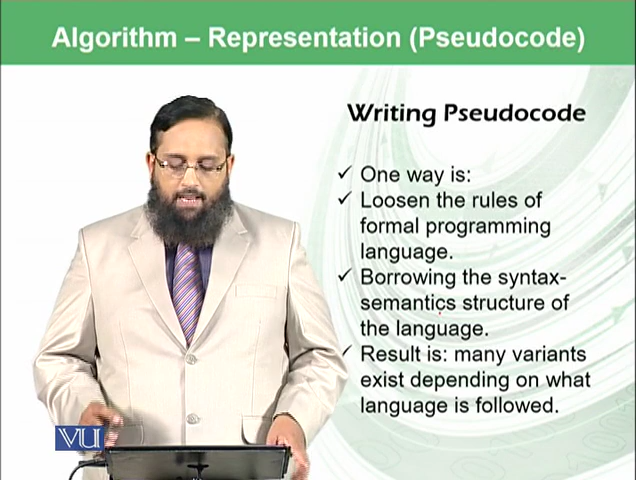 Algorithm – Representation (Pseudocode)
Writing Pseudocode
✓ One way is:
✓ Loosen the rules of
formal programming
language.
✓ Borrowing the syntax-
semantics structure of
the language.
✓ Result is: many variants
exist depending on what
language is followed.
VU